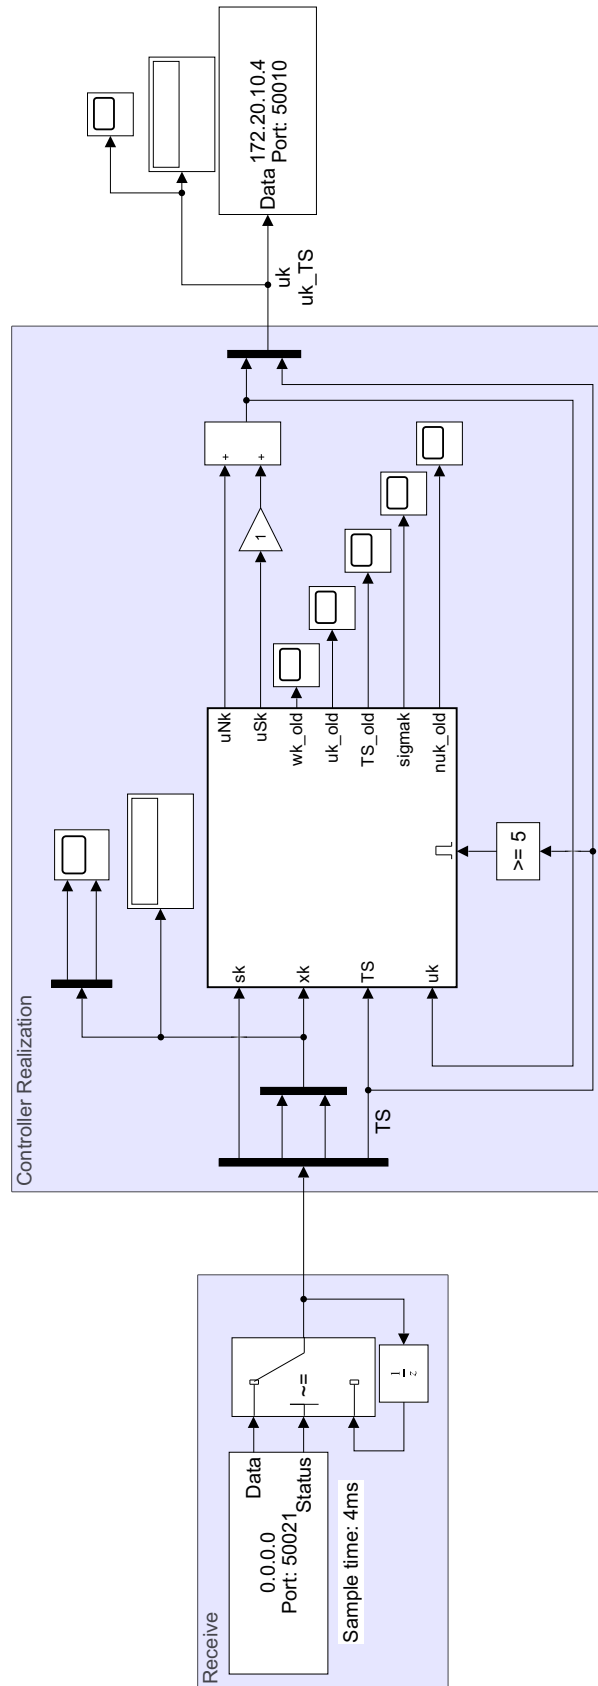 Receive
0.0.0.0
Port: 50021
Data
Status
~=
1
z
Sample time: 4ms
Controller Realization
TS
sk
xk
TS
uk
uNk
uSk
wk_old
uk_old
TS_old
sigmak
nuk_old
>= 5
1
+
+
uk
uk_TS
Data
172.20.10.4
Port: 50010